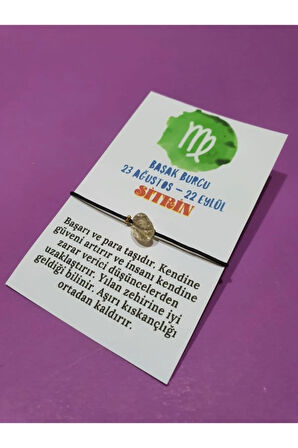 BAŞAK BURCU
23 AĞUSTOS – 22 EYLÜL
SİTRİN
Başarı ve para taşıdır. Kendine
güveni artırır ve insanı kendine
zarar verici düşüncelerden
uzaklaştırır. Yılan zehirine iyi
geldiği bilinir. Aşırı kıskançlığı
ortadan kaldırır.